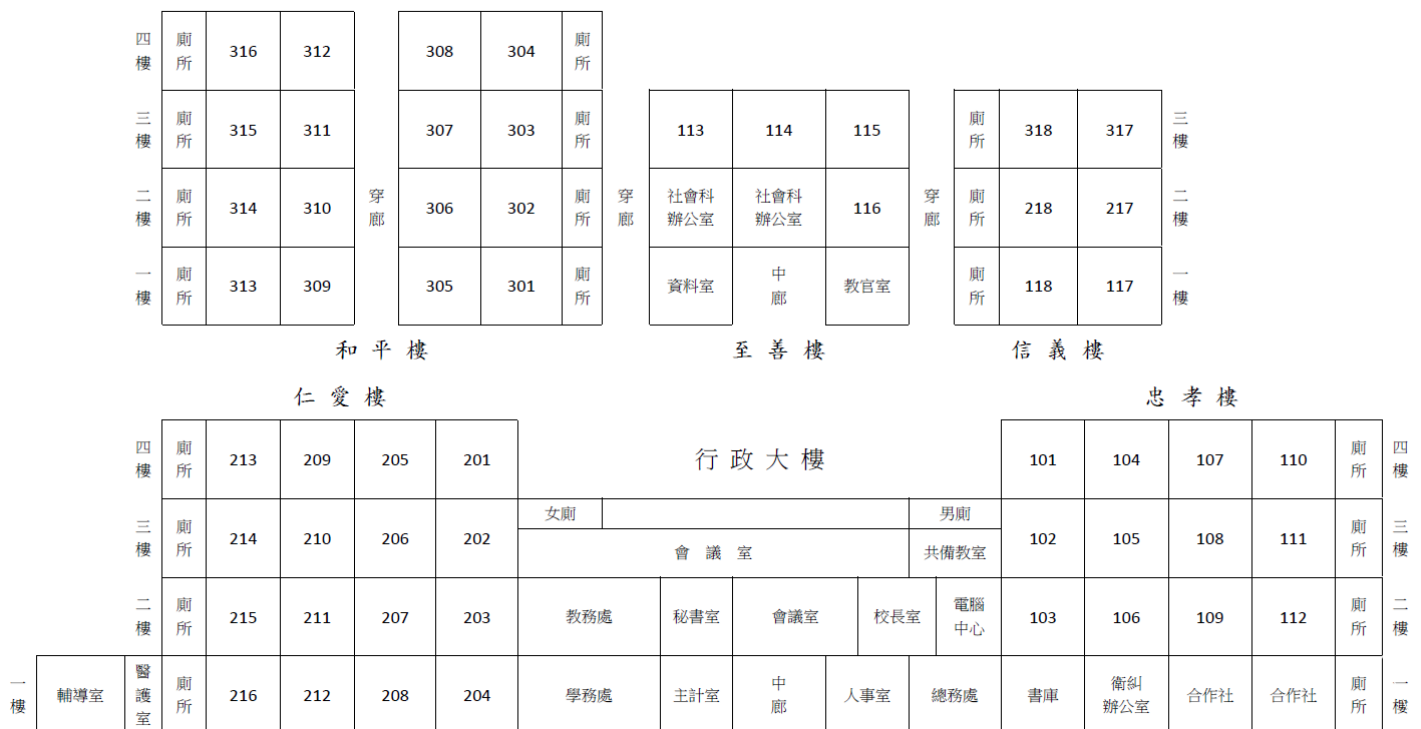 四樓 廁所 316 312 308 304 廁所
三樓 廁所 315 311 307 303 廁所 113 114 115 廁所 318 317 三樓
二樓 廁所 314 310 穿廊 306 302 廁所 穿廊 社會科辦公室 社會科辦公室 116 穿廊 廁所 218 217 二樓
一樓 廁所 313 309 305 301 廁所 資料室 中廊 教官室 廁所 118 117 一樓
和平樓 至善樓 信義樓
仁愛樓 忠孝樓
四樓 廁所 213 209 205 201 行政大樓 101 104 107 110 廁所 四樓
女廁 男廁
三樓 廁所 214 210 206 202 會議室 共備教室 102 105 108 111 廁所 三樓
二樓 廁所 215 211 207 203 教務處 秘書室 會議室 校長室 電腦中心 103 106 109 112 廁所 二樓
一樓 輔導室 醫護室 廁所 216 212 208 204 學務處 主計室 中廊 人事室 總務處 書庫 衛糾辦公室 合作社 合作社 廁所 一樓